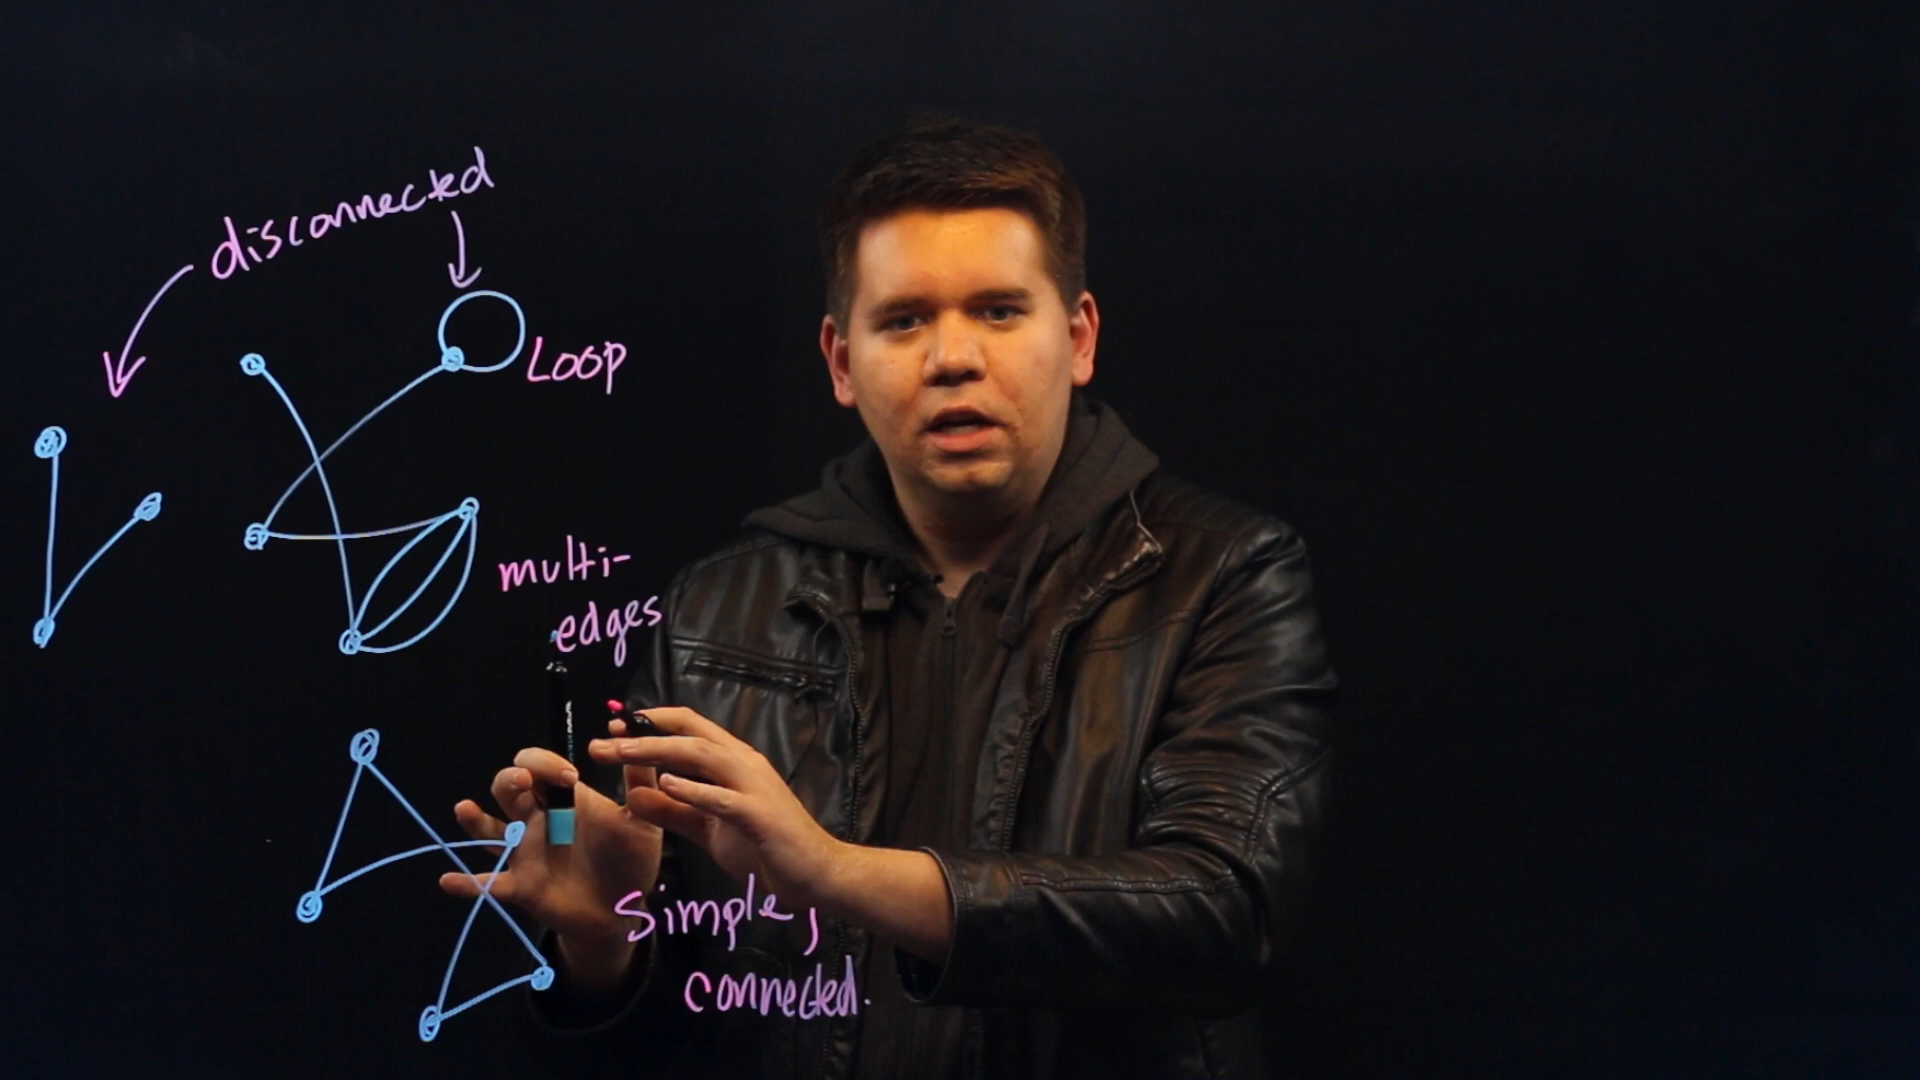 disconnected
Loop
multi-
edges
simple,
connected.